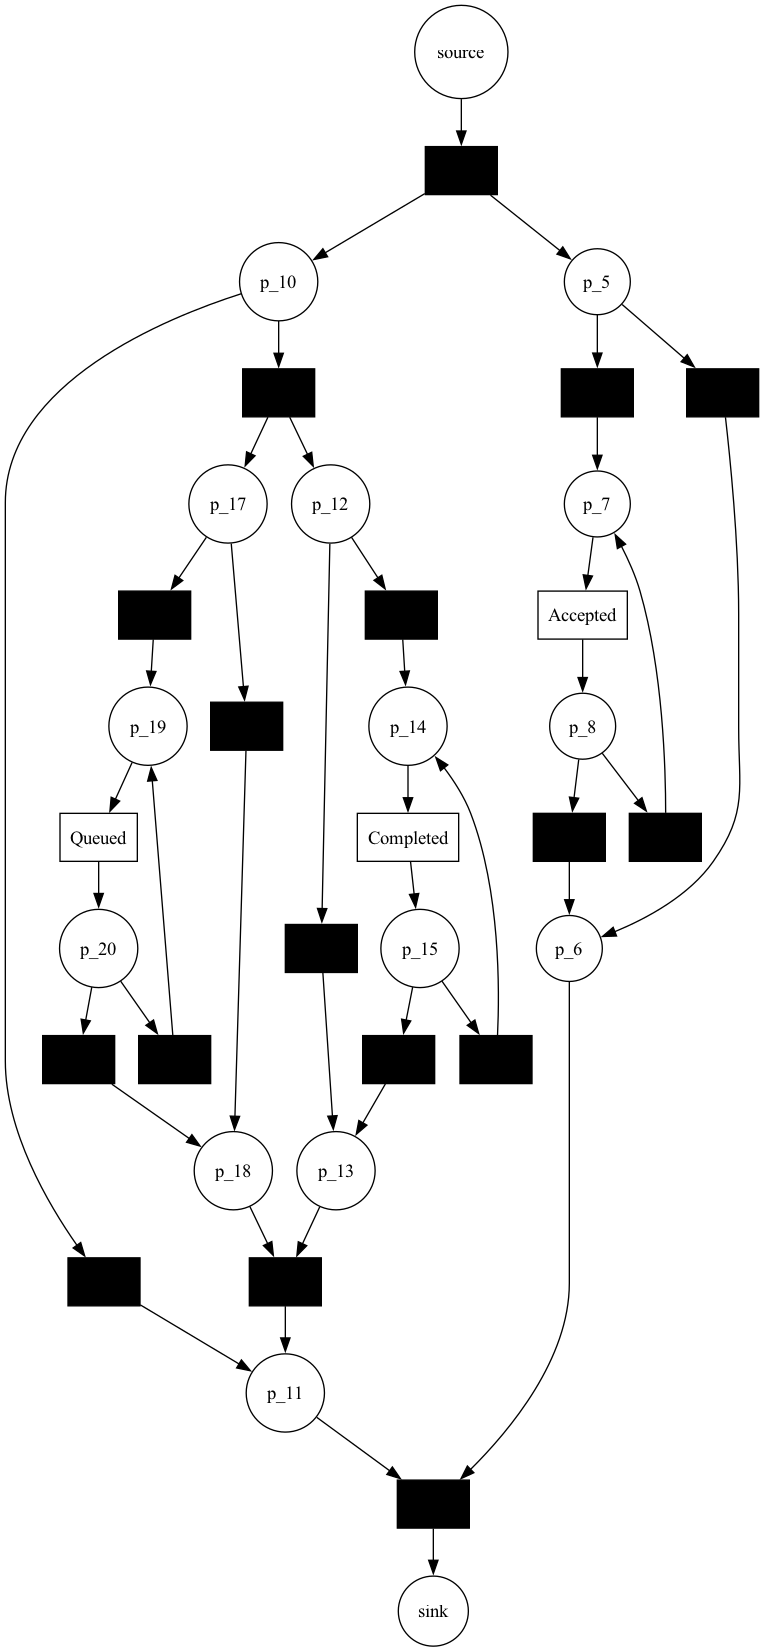 source
p_10
p_5
p_17
p_12
p_7
Accepted
p_19
p_14
p_8
Queued
Completed
p_20
p_15
p_6
p_18
p_13
p_11
sink